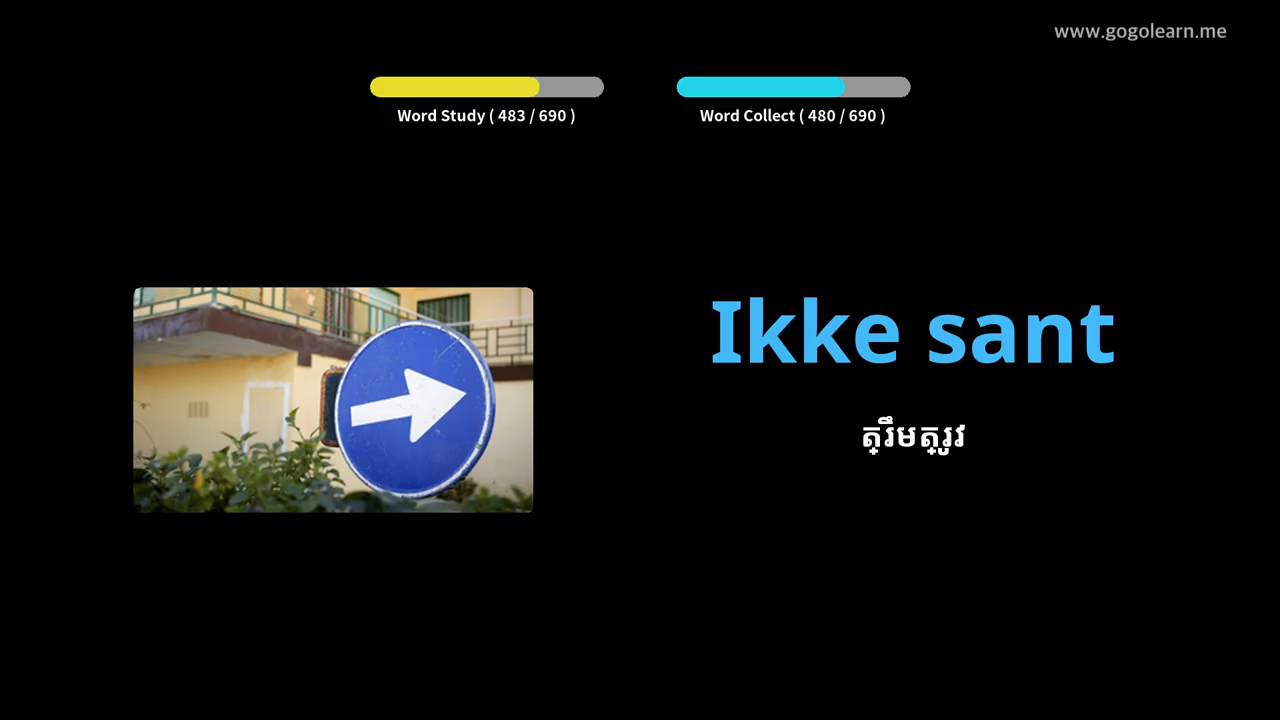 www.gogolearn.me
Word Study ( 483 / 690 )
Word Collect ( 480 / 690 )
Ikke sant
ត្រឹមត្រូវ